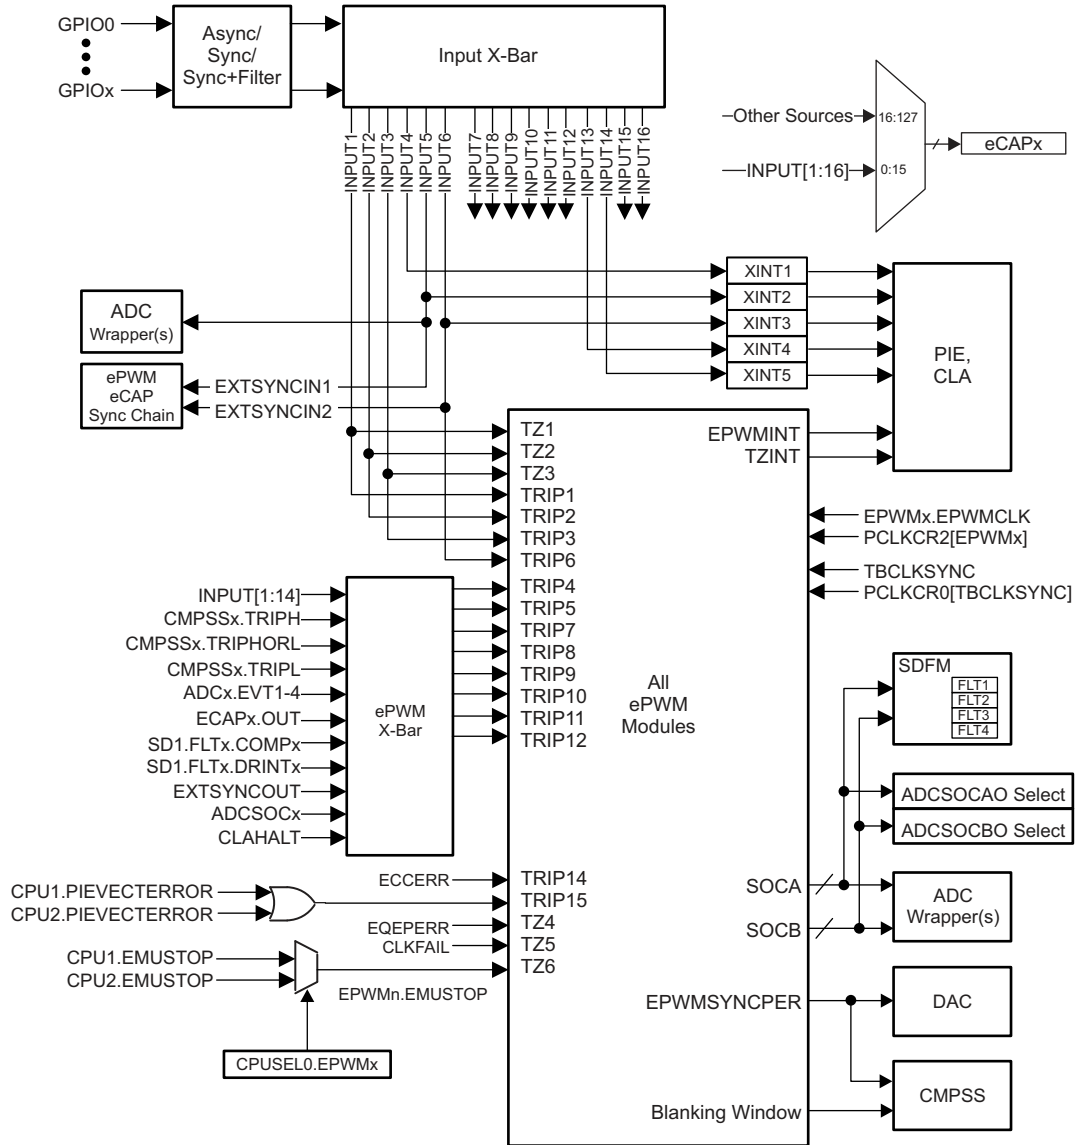 GPIO0
GPIOx
Async/
Sync/
Sync+Filter
Input X-Bar
INPUT1
INPUT2
INPUT3
INPUT4
INPUT5
INPUT6
INPUT7
INPUT8
INPUT9
INPUT10
INPUT11
INPUT12
INPUT13
INPUT14
INPUT15
INPUT16
Other Sources
16:127
INPUT[1:16]
0:15
eCAPx
XINT1
XINT2
XINT3
XINT4
XINT5
PIE,
CLA
ADC
Wrapper(s)
ePWM
eCAP
Sync Chain
EXTSYNCIN1
EXTSYNCIN2
TZ1
TZ2
TZ3
TRIP1
TRIP2
TRIP3
TRIP6
TRIP4
TRIP5
TRIP7
TRIP8
TRIP9
TRIP10
TRIP11
TRIP12
TRIP14
TRIP15
TZ4
TZ5
TZ6
INPUT[1:14]
CMPSSx.TRIPH
CMPSSx.TRIPHORL
CMPSSx.TRIPL
ADCx.EVT1-4
ECAPx.OUT
SD1.FLTx.COMPx
SD1.FLTx.DRINTx
EXTSYNCOUT
ADCSOCx
CLAHALT
ePWM
X-Bar
ECCERR
CPU1.PIEVECTERROR
CPU2.PIEVECTERROR
EQEPERR
CLKFAIL
CPU1.EMUSTOP
CPU2.EMUSTOP
EPWMn.EMUSTOP
CPUSEL0.EPWMx
All
ePWM
Modules
EPWMINT
TZINT
EPWMx.EPWMCLK
PCLKCR2[EPWMx]
TBCLKSYNC
PCLKCR0[TBCLKSYNC]
SDFM
FLT1
FLT2
FLT3
FLT4
ADCSOCAO Select
ADCSOCBO Select
SOCA
SOCB
ADC
Wrapper(s)
EPWMSYNCPER
DAC
CMPSS
Blanking Window